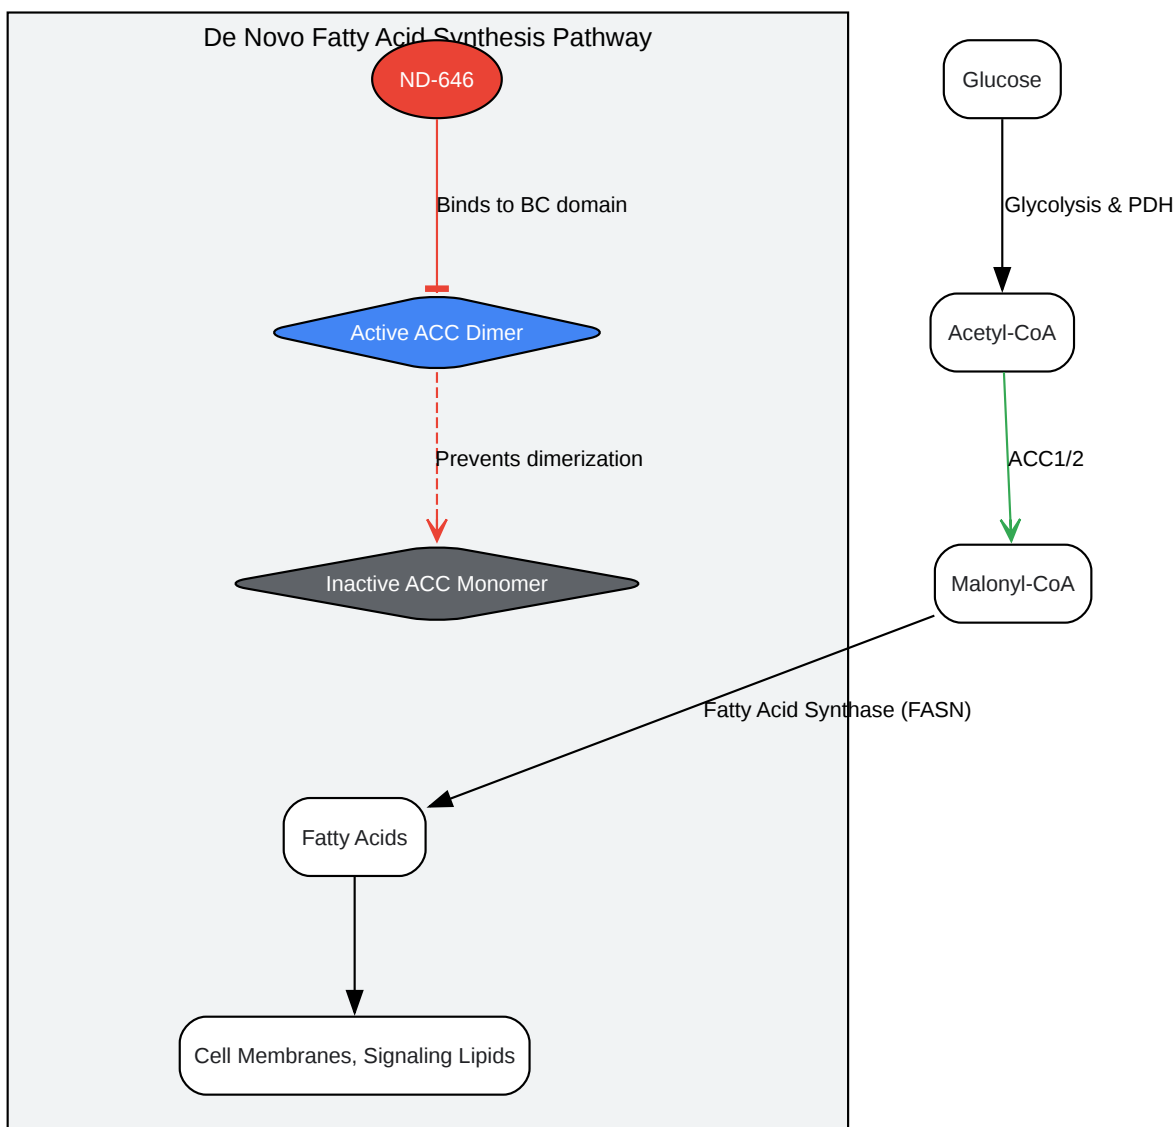 De Novo Fatty Acid Synthesis Pathway
ND-646
Glucose
Binds to BC domain
Glycolysis & PDH
Active ACC Dimer
Acetyl-CoA
Prevents dimerization
ACC1/2
Inactive ACC Monomer
Malonyl-CoA
Fatty Acid Synthase (FASN)
Fatty Acids
Cell Membranes, Signaling Lipids